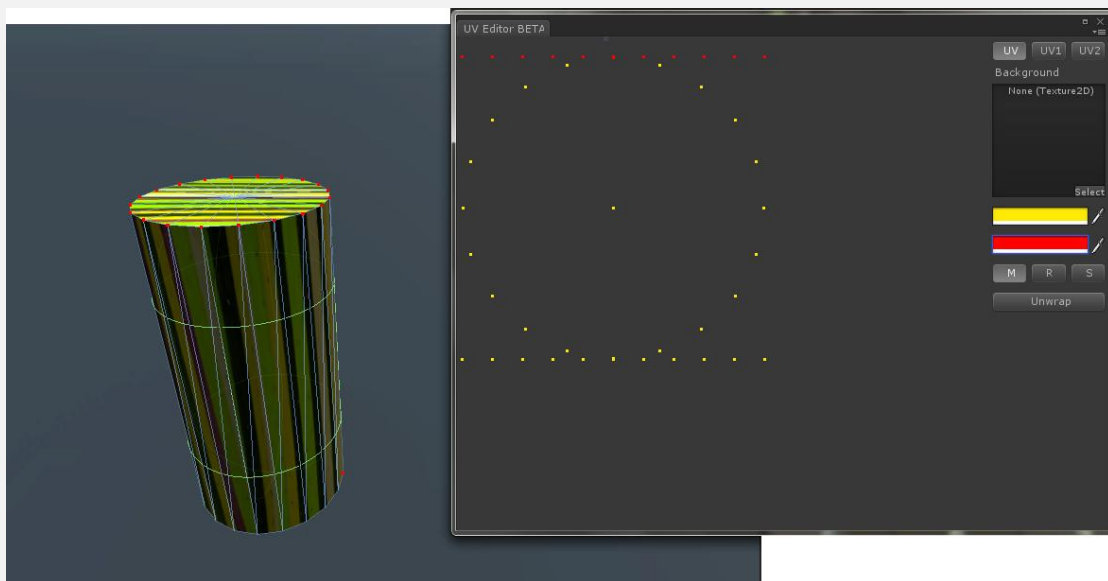 UV Editor BETA
UV UV1 UV2
Background
None (Texture2D)
Select
M R S
Unwrap